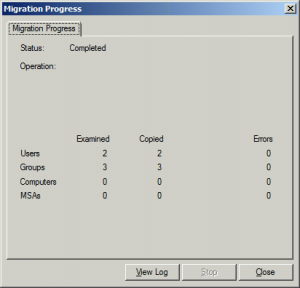 Migration Progress
Migration Progress
Status: Completed
Operation:
Examined Copied Errors
Users 2 2 0
Groups 3 3 0
Computers 0 0 0
MSAs 0 0 0
View Log Stop Close